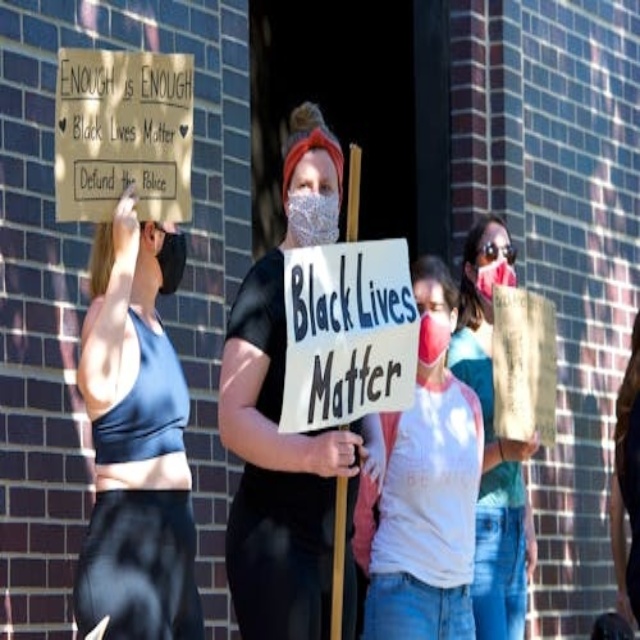 ENOUGH IS ENOUGH
♥ Black Lives Matter ♥
Defund the Police
Black Lives
Matter